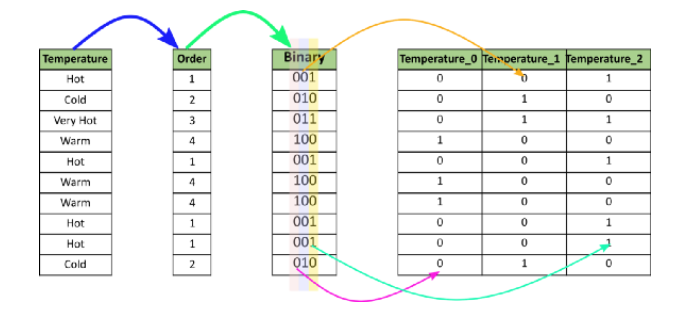 Temperature Order Binary Temperature_0 Temperature_1 Temperature_2
Hot 1 001 0 0 1
Cold 2 010 0 1 0
Very Hot 3 011 0 1 1
Warm 4 100 1 0 0
Hot 1 001 0 0 1
Warm 4 100 1 0 0
Warm 4 100 1 0 0
Hot 1 001 0 0 1
Hot 1 001 0 0 1
Cold 2 010 0 1 0